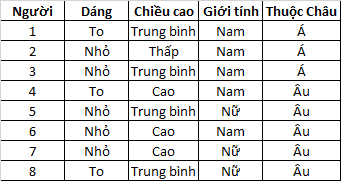 Người Dáng Chiều cao Giới tính Thuộc Châu
1 To Trung bình Nam Á
2 Nhỏ Thấp Nam Á
3 Nhỏ Trung bình Nam Á
4 To Cao Nam Âu
5 Nhỏ Trung bình Nữ Âu
6 Nhỏ Cao Nam Âu
7 Nhỏ Cao Nữ Âu
8 To Trung bình Nữ Âu